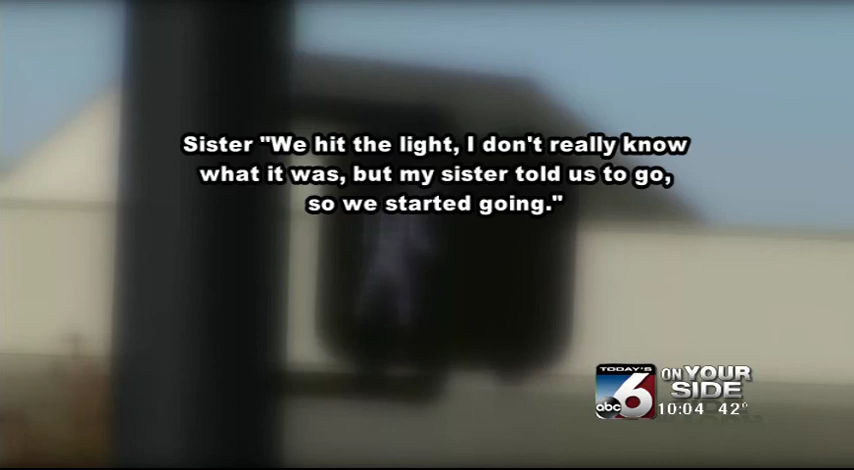 Sister "We hit the light, I don't really know
what it was, but my sister told us to go,
so we started going."
TODAY'S
abc 6
ON YOUR
SIDE
10:04 42°